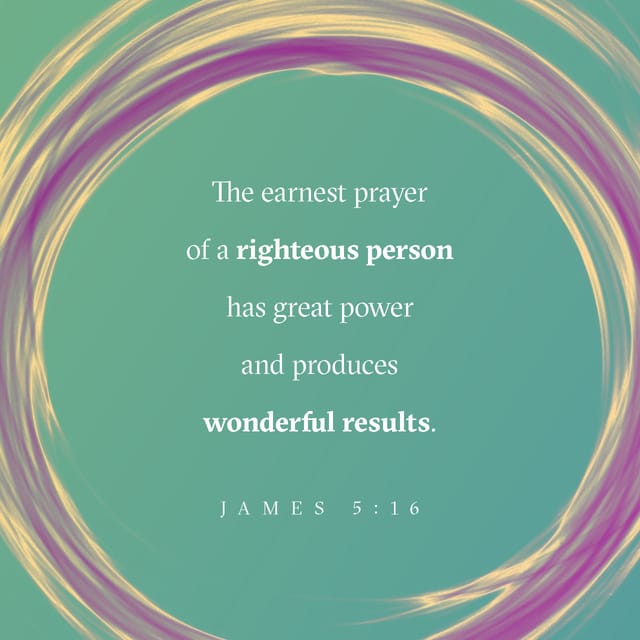 The earnest prayer
of a righteous person
has great power
and produces
wonderful results.
JAMES 5:16